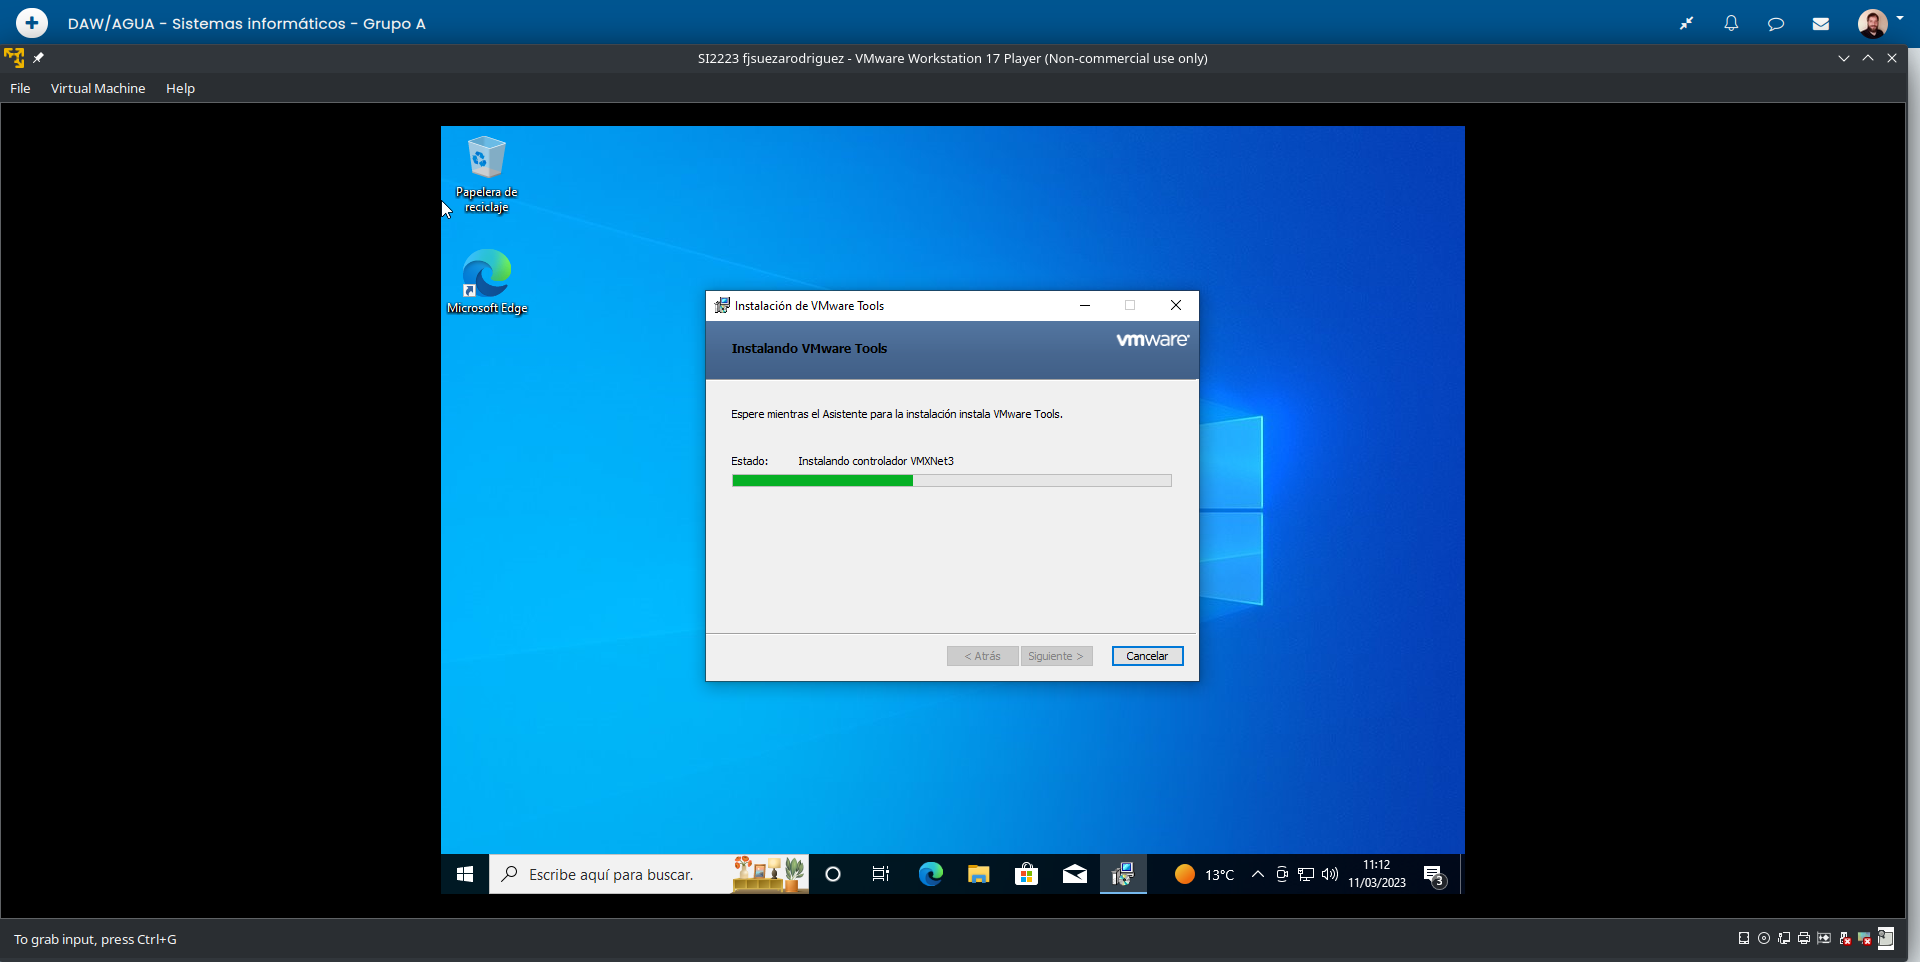 DAW/AGUA - Sistemas informáticos - Grupo A
SI2223 fjsuezarodriguez - VMware Workstation 17 Player (Non-commercial use only)
File Virtual Machine Help
Papelera de
reciclaje
Microsoft Edge
Instalación de VMware Tools
vmware
Instalando VMware Tools
Espere mientras el Asistente para la instalación instala VMware Tools.
Estado: Instalando controlador VMXNet3
< Atrás Siguiente > Cancelar
Escribe aquí para buscar.
13°C
11:12
11/03/2023
3
To grab input, press Ctrl+G